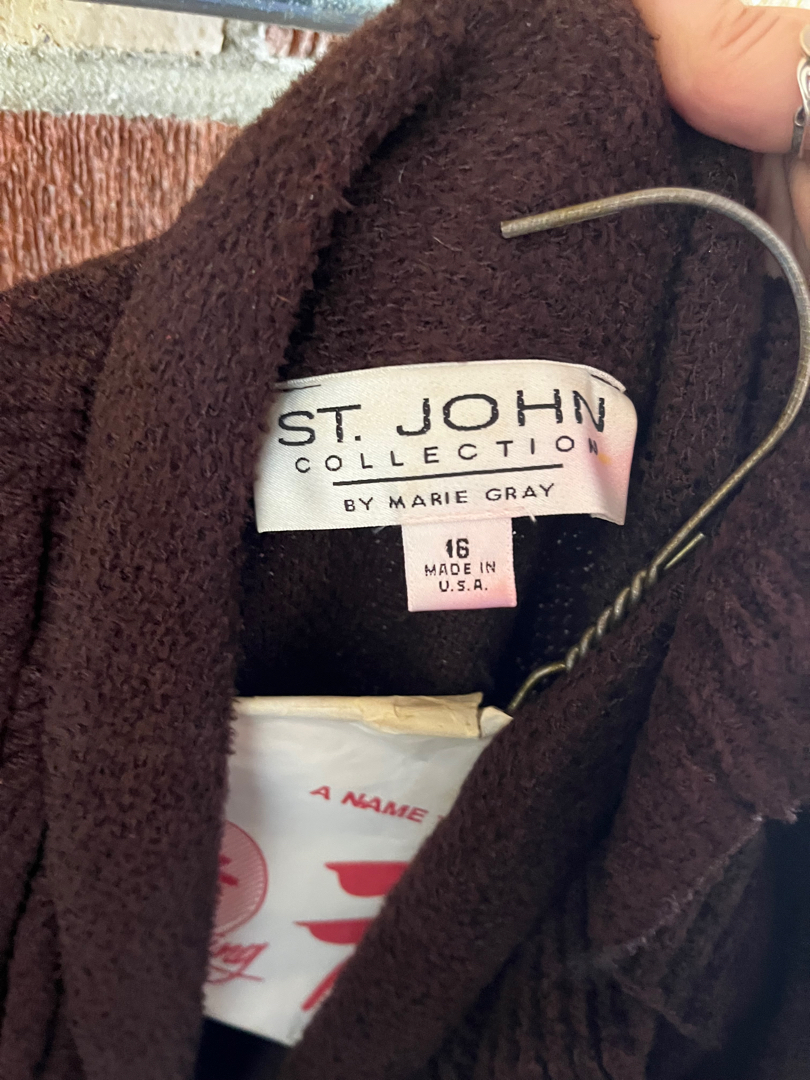 ST. JOHN
COLLECTION
BY MARIE GRAY
16
MADE IN
U.S.A.
A NAME